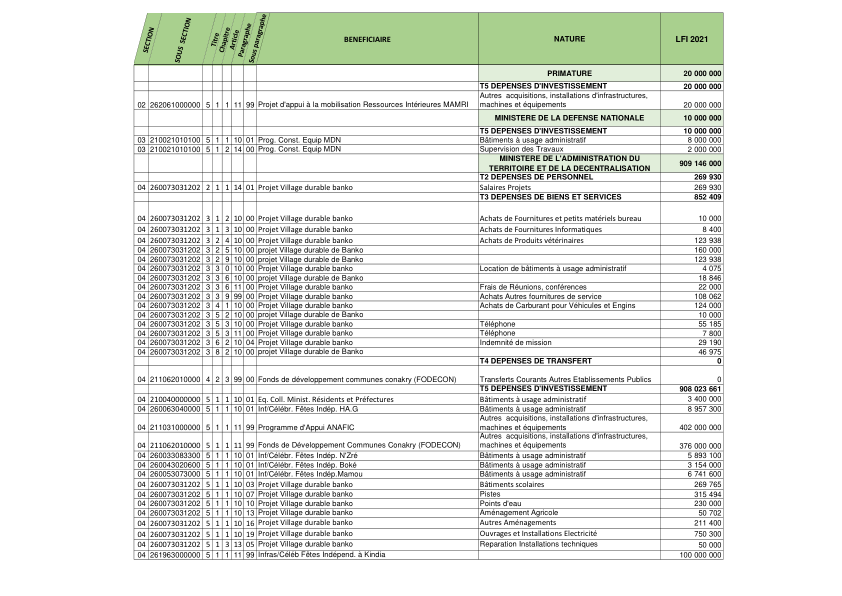 SECTION SOUS SECTION Titre Chapitre Article Paragraphe Sous paragraphe BENEFICIAIRE NATURE LFI 2021
PRIMATURE 20 000 000
T5 DEPENSES D'INVESTISSEMENT 20 000 000
02 262061000000 5 1 1 11 99 Projet d'appui à la mobilisation Ressources Intérieures MAMRI Autres acquisitions, installations d'infrastructures,
machines et équipements 20 000 000
MINISTERE DE LA DEFENSE NATIONALE 10 000 000
T5 DEPENSES D'INVESTISSEMENT 10 000 000
03 210021010100 5 1 1 10 01 Prog. Const. Equip MDN Bâtiments à usage administratif 8 000 000
03 210021010100 5 1 2 14 00 Prog. Const. Equip MDN Supervision des Travaux 2 000 000
MINISTERE DE L'ADMINISTRATION DU
TERRITOIRE ET DE LA DECENTRALISATION 909 146 000
T2 DEPENSES DE PERSONNEL 269 930
04 260073031202 2 1 1 14 01 Projet Village durable banko Salaires Projets 269 930
T3 DEPENSES DE BIENS ET SERVICES 852 409
04 260073031202 3 1 2 10 00 Projet Village durable banko Achats de Fournitures et petits matériels bureau 10 000
04 260073031202 3 1 3 10 00 Projet Village durable banko Achats de Fournitures Informatiques 8 400
04 260073031202 3 2 4 10 00 Projet Village durable banko Achats de Produits vétérinaires 123 938
04 260073031202 3 2 5 10 00 projet Village durable de Banko 160 000
04 260073031202 3 2 9 10 00 projet Village durable de Banko 123 938
04 260073031202 3 3 0 10 00 Projet Village durable banko Location de bâtiments à usage administratif 4 075
04 260073031202 3 3 6 10 00 projet Village durable de Banko 18 846
04 260073031202 3 3 6 11 00 Projet Village durable banko Frais de Réunions, conférences 22 000
04 260073031202 3 3 9 99 00 Projet Village durable banko Achats Autres fournitures de service 108 062
04 260073031202 3 4 1 10 00 Projet Village durable banko Achats de Carburant pour Véhicules et Engins 124 000
04 260073031202 3 5 2 10 00 projet Village durable de Banko 10 000
04 260073031202 3 5 3 10 00 Projet Village durable banko Téléphone 55 185
04 260073031202 3 5 3 11 00 Projet Village durable banko Téléphone 7 800
04 260073031202 3 6 2 10 04 Projet Village durable banko Indemnité de mission 29 190
04 260073031202 3 8 2 10 00 projet Village durable de Banko 46 975
T4 DEPENSES DE TRANSFERT 0
04 211062010000 4 2 3 99 00 Fonds de développement communes conakry (FODECON) Transferts Courants Autres Etablissements Publics 0
T5 DEPENSES D'INVESTISSEMENT 908 023 661
04 210040000000 5 1 1 10 01 Eq. Coll. Minist. Résidents et Préfectures Bâtiments à usage administratif 3 400 000
04 260063040000 5 1 1 10 01 Inf/Célébr. Fêtes Indép. HA.G Bâtiments à usage administratif 8 957 300
04 211031000000 5 1 1 11 99 Programme d'Appui ANAFIC Autres acquisitions, installations d'infrastructures,
machines et équipements 402 000 000
04 211062010000 5 1 1 11 99 Fonds de Développement Communes Conakry (FODECON) Autres acquisitions, installations d'infrastructures,
machines et équipements 376 000 000
04 260033083300 5 1 1 10 01 Inf/Célébr. Fêtes Indép. N'Zré Bâtiments à usage administratif 5 893 100
04 260043020600 5 1 1 10 01 Inf/Célébr. Fêtes Indép. Boké Bâtiments à usage administratif 3 154 000
04 260053073000 5 1 1 10 01 Inf/Célébr. Fêtes Indép.Mamou Bâtiments à usage administratif 6 741 600
04 260073031202 5 1 1 10 03 Projet Village durable banko Bâtiments scolaires 269 765
04 260073031202 5 1 1 10 07 Projet Village durable banko Pistes 315 494
04 260073031202 5 1 1 10 10 Projet Village durable banko Points d'eau 230 000
04 260073031202 5 1 1 10 13 Projet Village durable banko Aménagement Agricole 50 702
04 260073031202 5 1 1 10 16 Projet Village durable banko Autres Aménagements 211 400
04 260073031202 5 1 1 10 19 Projet Village durable banko Ouvrages et Installations Electricité 750 300
04 260073031202 5 1 3 13 05 Projet Village durable banko Reparation Installations techniques 50 000
04 261963000000 5 1 1 11 99 Infras/Céléb Fêtes Indépend. à Kindia 100 000 000